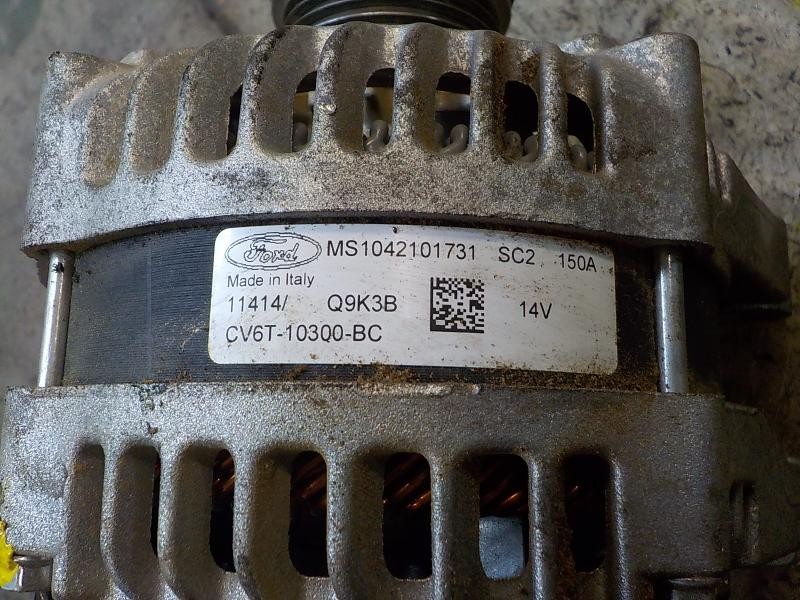 Ford MS1042101731 SC2 150A
Made in Italy
11414/ Q9K3B 14V
CV6T-10300-BC